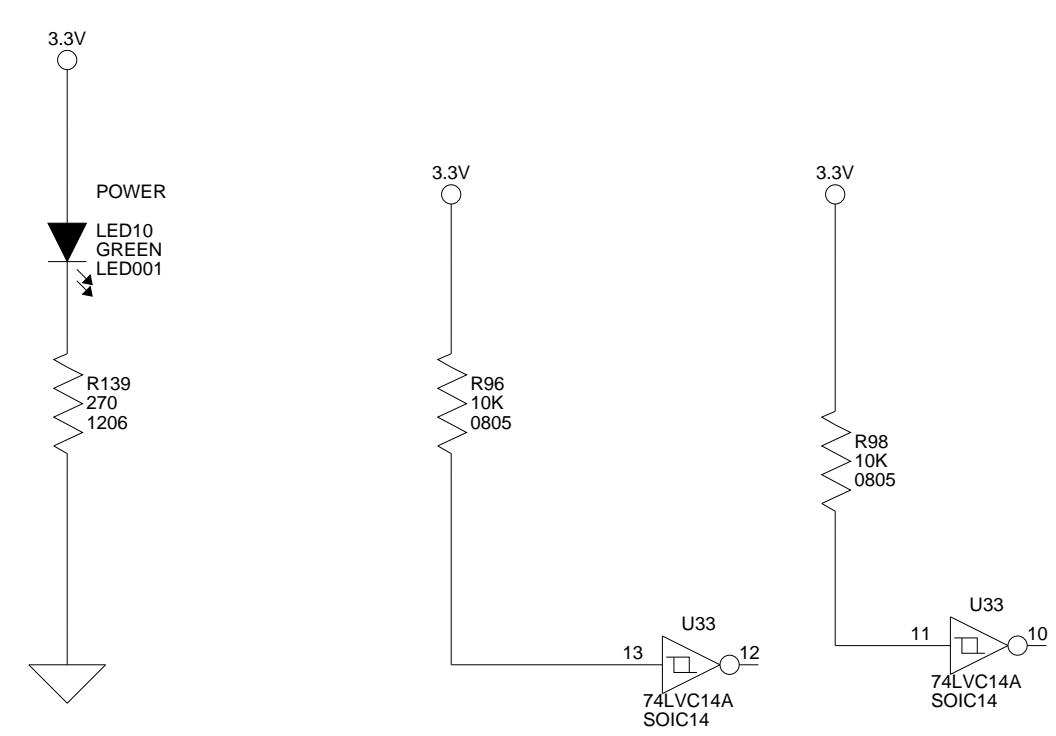 3.3V
POWER
LED10
GREEN
LED001
R139
270
1206
3.3V
R96
10K
0805
U33
13
12
74LVC14A
SOIC14
3.3V
R98
10K
0805
U33
11
10
74LVC14A
SOIC14